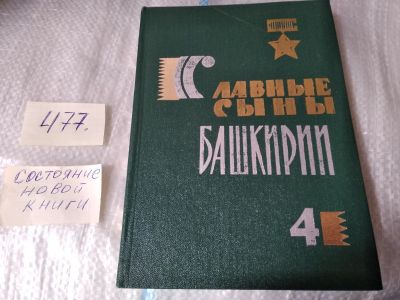 Славные
сыны
Башкирии
4
477.
Состояние
новой
книги